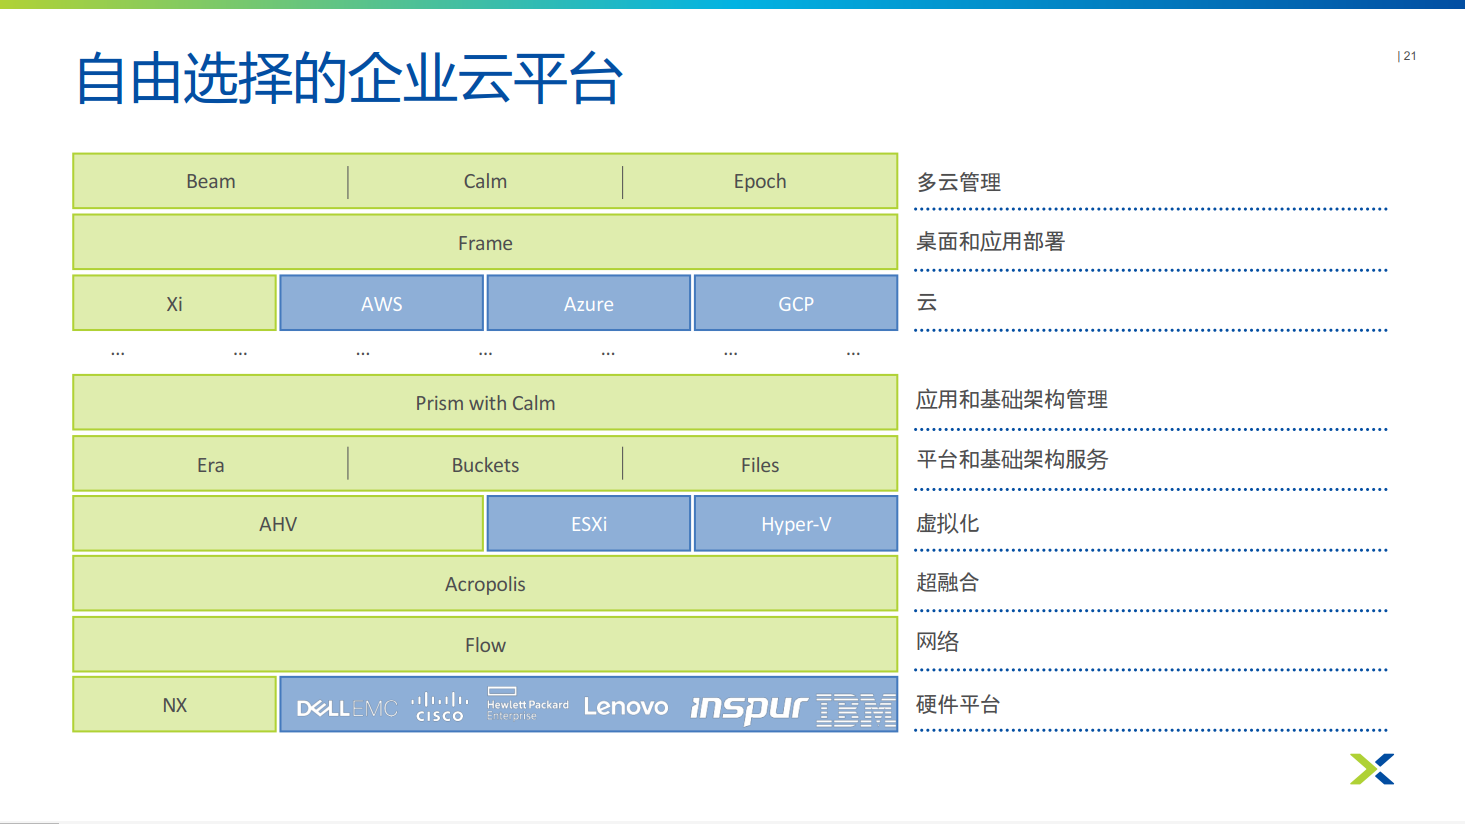 自由选择的企业云平台
| 21
Beam | Calm | Epoch 多云管理
Frame 桌面和应用部署
Xi AWS Azure GCP 云
... ... ... ... ... ... ...
Prism with Calm 应用和基础架构管理
Era | Buckets | Files 平台和基础架构服务
AHV ESXi Hyper-V 虚拟化
Acropolis 超融合
Flow 网络
NX DELLEMC CISCO Hewlett Packard Enterprise Lenovo inspur IBM 硬件平台